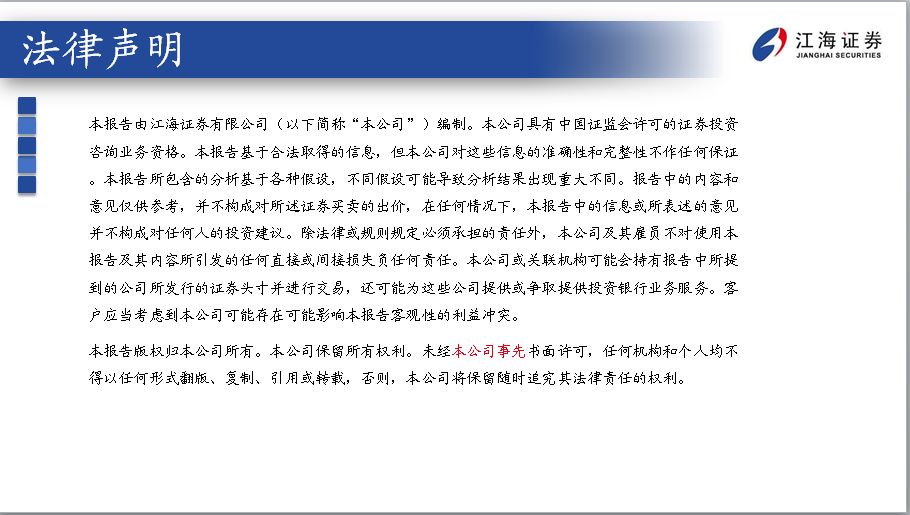 法律声明
江海证券
JIANGHAI SECURITIES
本报告由江海证券有限公司（以下简称“本公司”）编制。本公司具有中国证监会许可的证券投资
咨询业务资格。本报告基于合法取得的信息，但本公司对这些信息的准确性和完整性不作任何保证
。本报告所包含的分析基于各种假设，不同假设可能导致分析结果出现重大不同。报告中的内容和
意见仅供参考，并不构成对所述证券买卖的出价，在任何情况下，本报告中的信息或所表述的意见
并不构成对任何人的投资建议。除法律或规则规定必须承担的责任外，本公司及其雇员不对使用本
报告及其内容所引发的任何直接或间接损失负任何责任。本公司或关联机构可能会持有报告中所提
到的公司所发行的证券头寸并进行交易，还可能为这些公司提供或争取提供投资银行业务服务。客
户应当考虑到本公司可能存在可能影响本报告客观性的利益冲突。
本报告版权归本公司所有。本公司保留所有权利。未经本公司事先书面许可，任何机构和个人均不
得以任何形式翻版、复制、引用或转载，否则，本公司将保留随时追究其法律责任的权利。